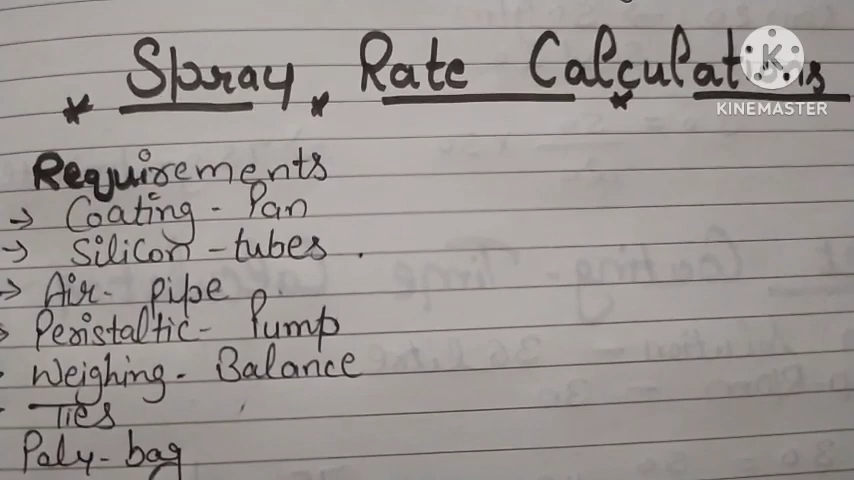 Spray Rate Calculations
KINEMASTER
Requirements
→ Coating - Pan
→ Silicon - tubes .
→ Air - pipe
Peristaltic - Pump
Weighing - Balance
Ties
Poly - bag